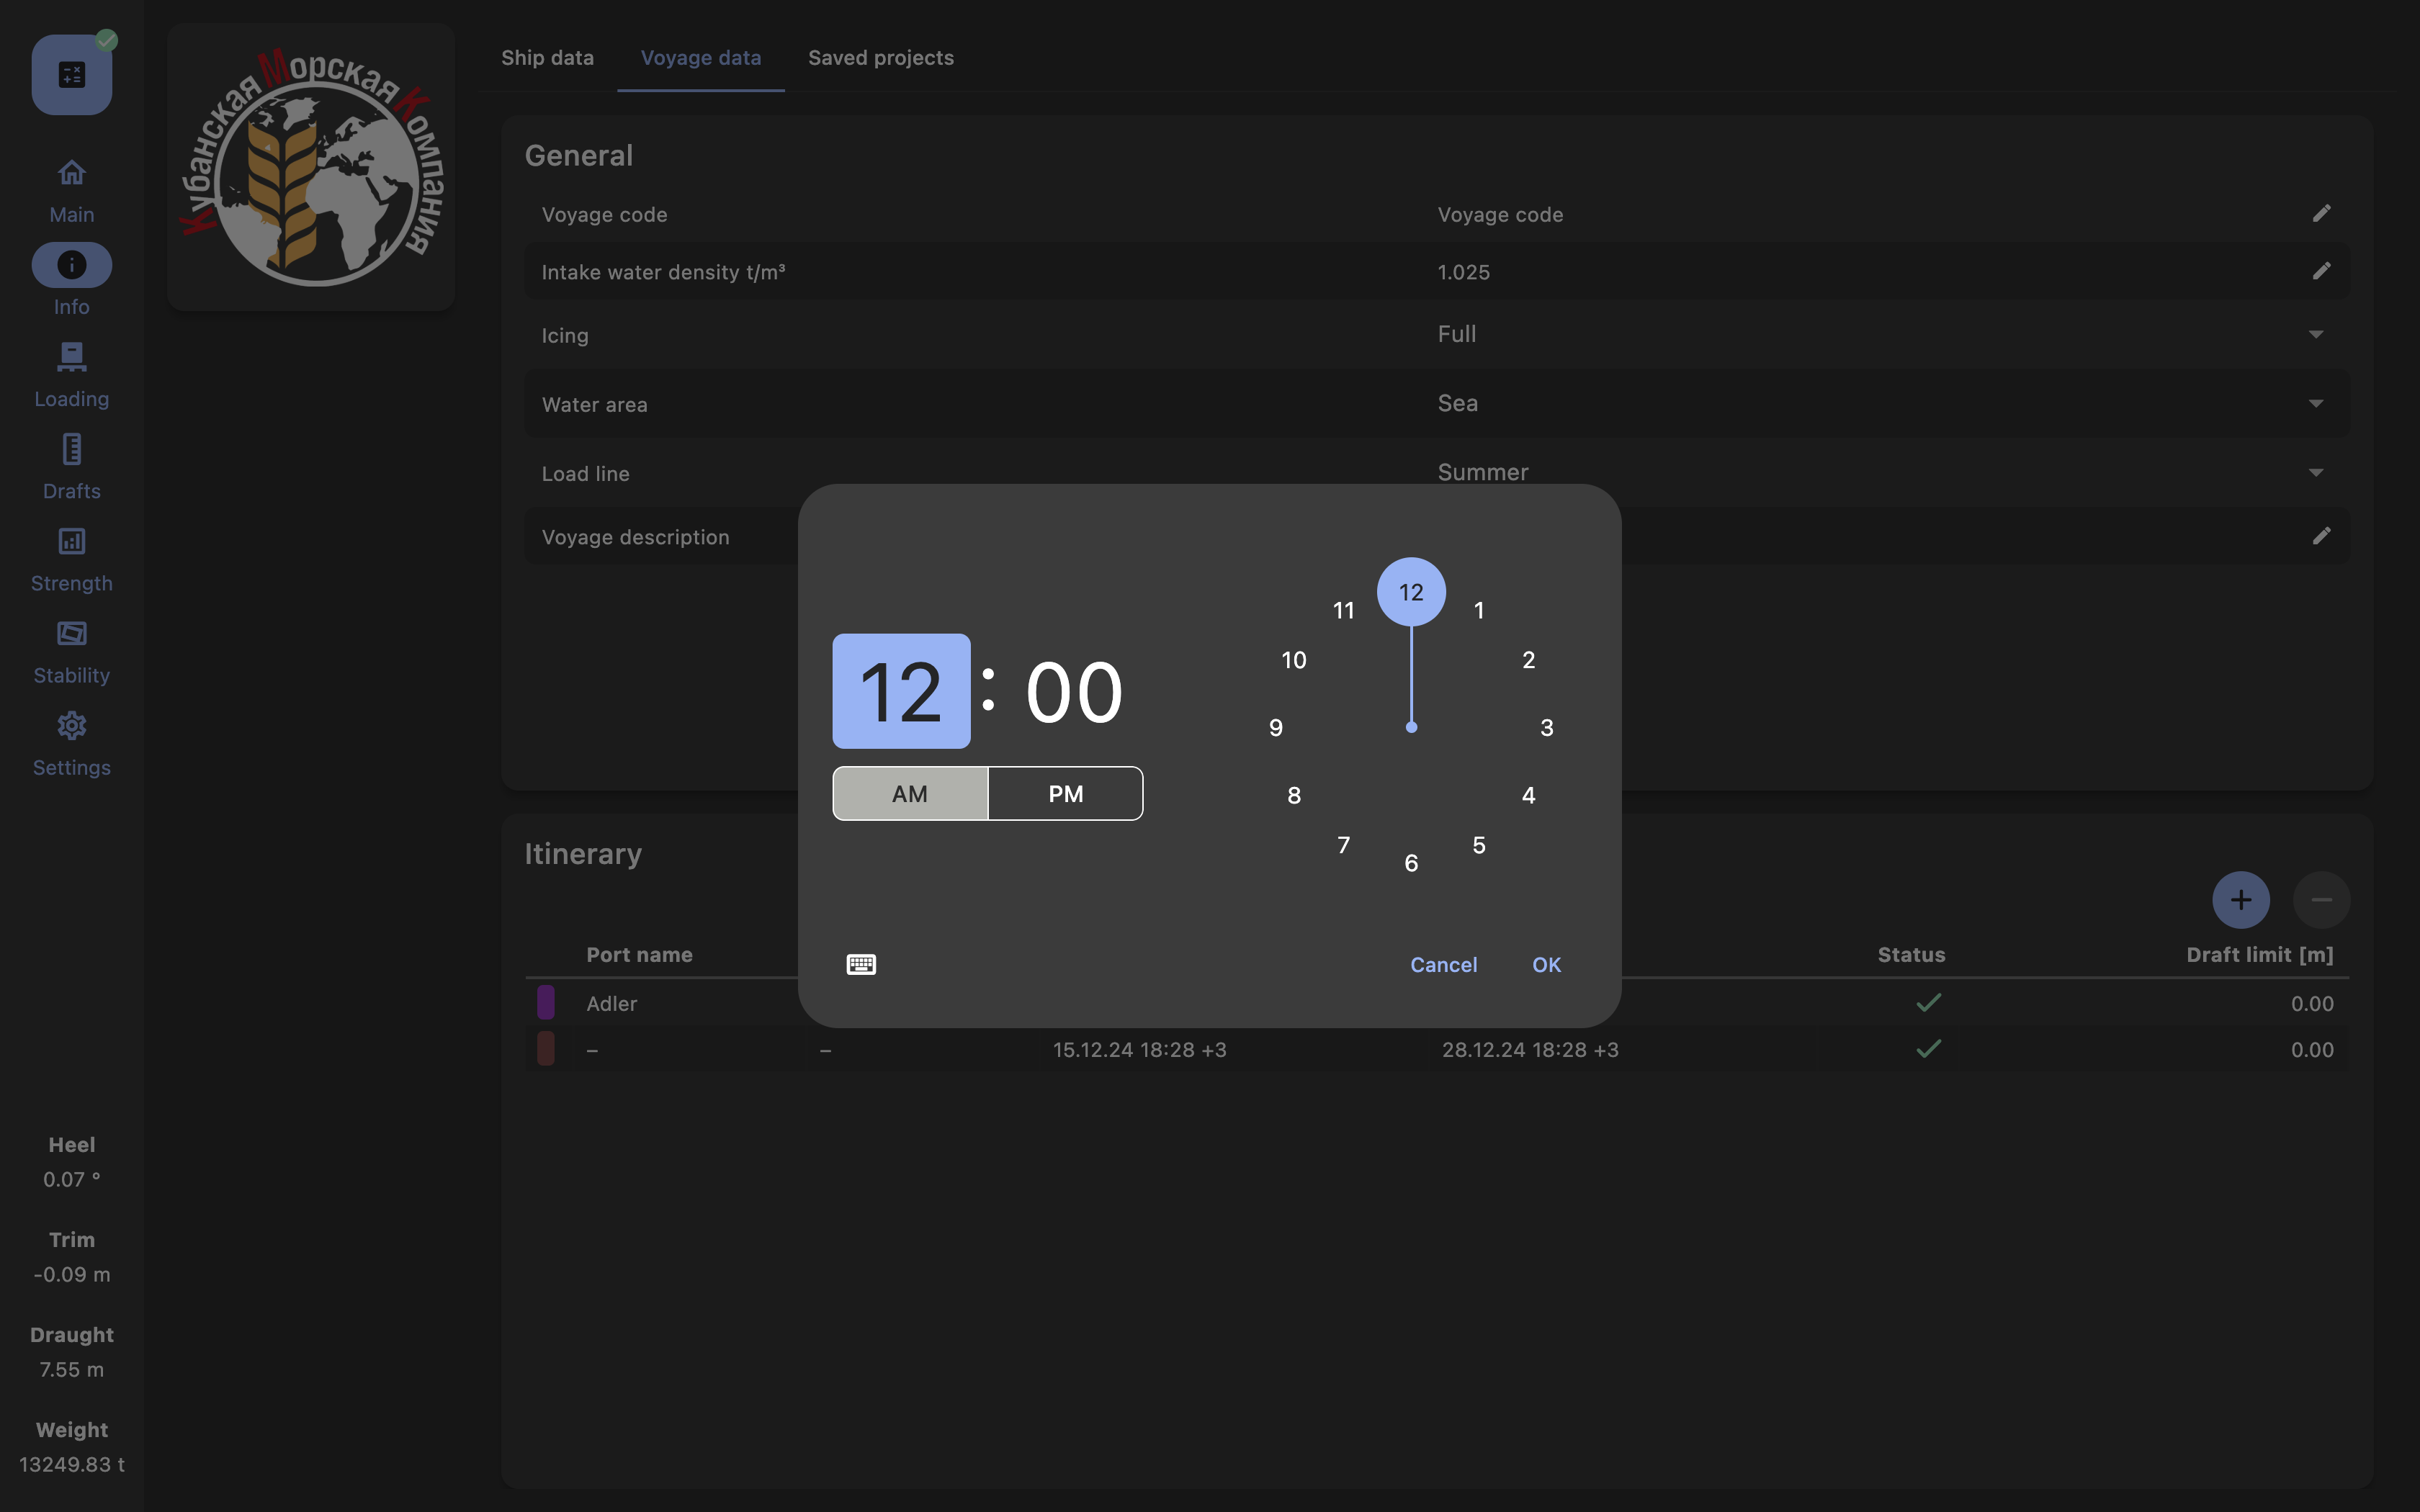 Кубанская Морская Компания
Ship data Voyage data Saved projects
Main
Info
Loading
Drafts
Strength
Stability
Settings
General
Voyage code Voyage code
Intake water density t/m³ 1.025
Icing Full
Water area Sea
Load line Summer
Voyage description
12 : 00
AM PM
12
1
2
3
4
5
6
7
8
9
10
11
Cancel OK
Itinerary
Port name Status Draft limit [m]
Adler 0.00
– – 15.12.24 18:28 +3 28.12.24 18:28 +3 0.00
Heel
0.07 °
Trim
-0.09 m
Draught
7.55 m
Weight
13249.83 t